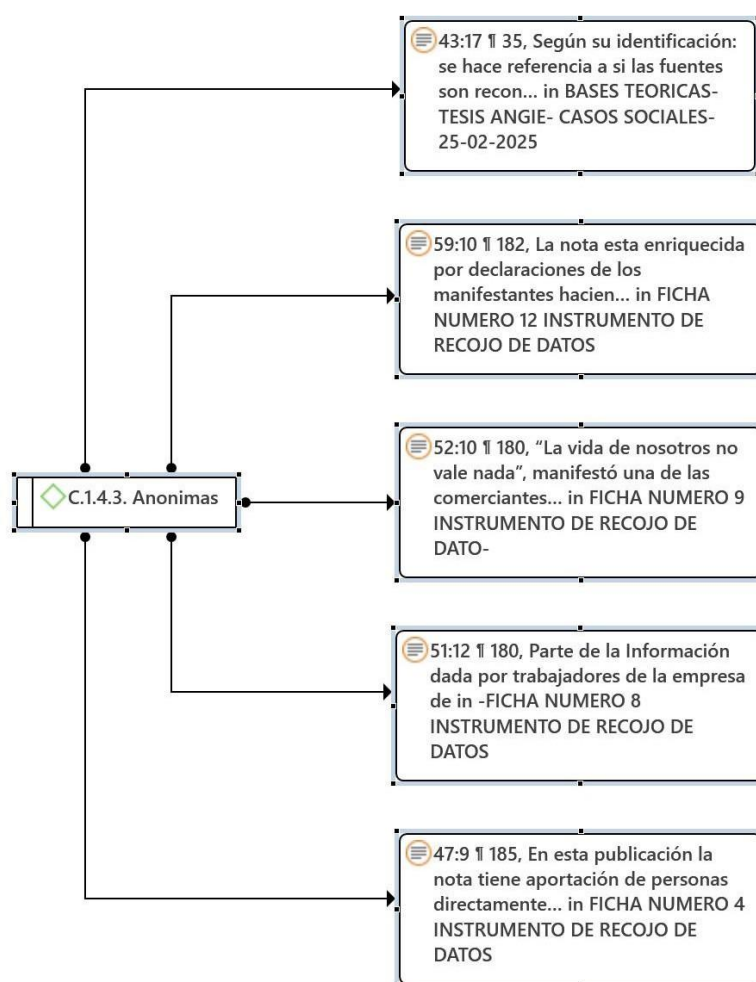 43:17 ¶ 35, Según su identificación:
se hace referencia a si las fuentes
son recon... in BASES TEORICAS-
TESIS ANGIE- CASOS SOCIALES-
25-02-2025
59:10 ¶ 182, La nota esta enriquecida
por declaraciones de los
manifestantes hacien... in FICHA
NUMERO 12 INSTRUMENTO DE
RECOJO DE DATOS
C.1.4.3. Anonimas
52:10 ¶ 180, “La vida de nosotros no
vale nada”, manifestó una de las
comerciantes... in FICHA NUMERO 9
INSTRUMENTO DE RECOJO DE
DATO-
51:12 ¶ 180, Parte de la Información
dada por trabajadores de la empresa
de in -FICHA NUMERO 8
INSTRUMENTO DE RECOJO DE
DATOS
47:9 ¶ 185, En esta publicación la
nota tiene aportación de personas
directamente... in FICHA NUMERO 4
INSTRUMENTO DE RECOJO DE
DATOS